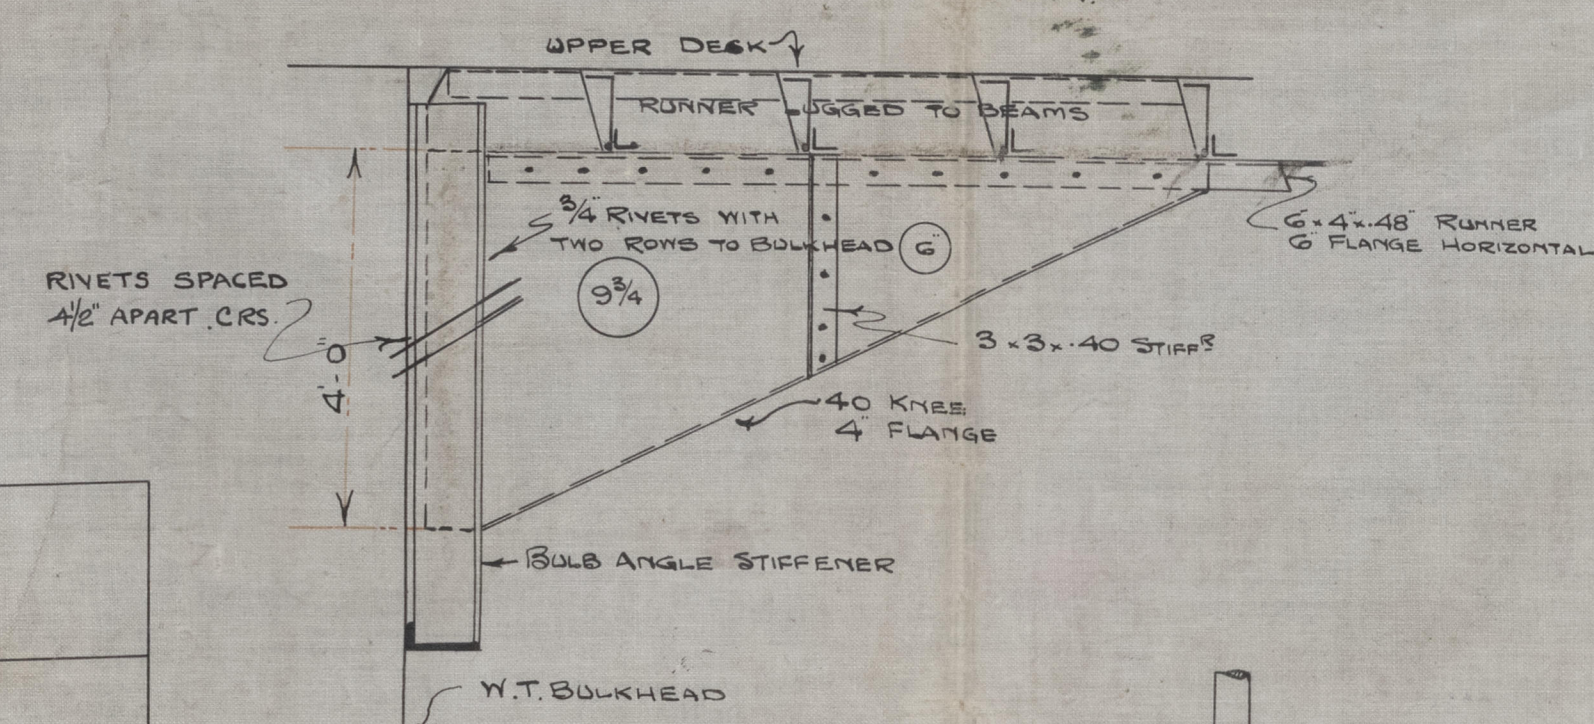 UPPER DECK
RUNNER LUGGED TO BEAMS
3/4" RIVETS WITH
TWO ROWS TO BULKHEAD
6"
6" x 4" x .48" RUNNER
6" FLANGE HORIZONTAL
RIVETS SPACED
4 1/2" APART . CRS.
9 3/4
4'-0"
3 x 3 x .40 STIFFR
40 KNEE
4" FLANGE
BULB ANGLE STIFFENER
W.T. BULKHEAD